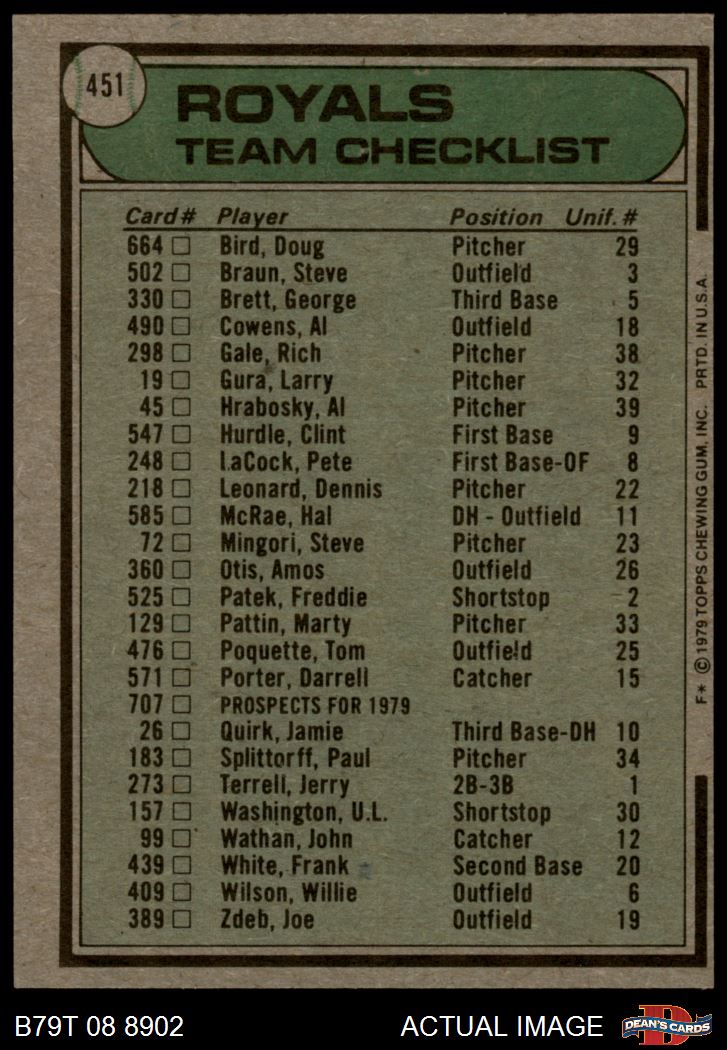 451
ROYALS
TEAM CHECKLIST
Card# Player Position Unif. #
664 Bird, Doug Pitcher 29
502 Braun, Steve Outfield 3
330 Brett, George Third Base 5
490 Cowens, Al Outfield 18
298 Gale, Rich Pitcher 38
19 Gura, Larry Pitcher 32
45 Hrabosky, Al Pitcher 39
547 Hurdle, Clint First Base 9
248 LaCock, Pete First Base-OF 8
218 Leonard, Dennis Pitcher 22
585 McRae, Hal DH - Outfield 11
72 Mingori, Steve Pitcher 23
360 Otis, Amos Outfield 26
525 Patek, Freddie Shortstop 2
129 Pattin, Marty Pitcher 33
476 Poquette, Tom Outfield 25
571 Porter, Darrell Catcher 15
707 PROSPECTS FOR 1979
26 Quirk, Jamie Third Base-DH 10
183 Splittorff, Paul Pitcher 34
273 Terrell, Jerry 2B-3B 1
157 Washington, U.L. Shortstop 30
99 Wathan, John Catcher 12
439 White, Frank Second Base 20
409 Wilson, Willie Outfield 6
389 Zdeb, Joe Outfield 19
F* © 1979 TOPPS CHEWING GUM, INC. PRTD. IN U.S.A.
B79T 08 8902 ACTUAL IMAGE
D
DEAN'S CARDS